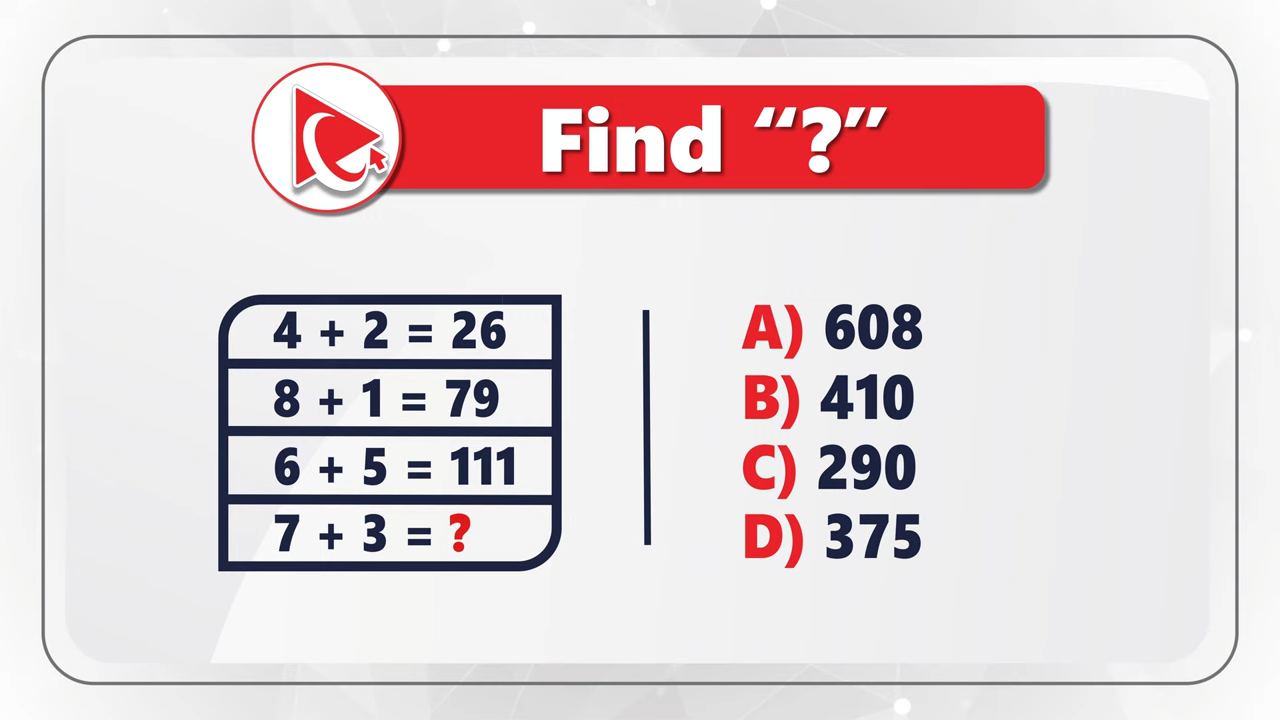 Find “?”
4 + 2 = 26
8 + 1 = 79
6 + 5 = 111
7 + 3 = ?
A) 608
B) 410
C) 290
D) 375